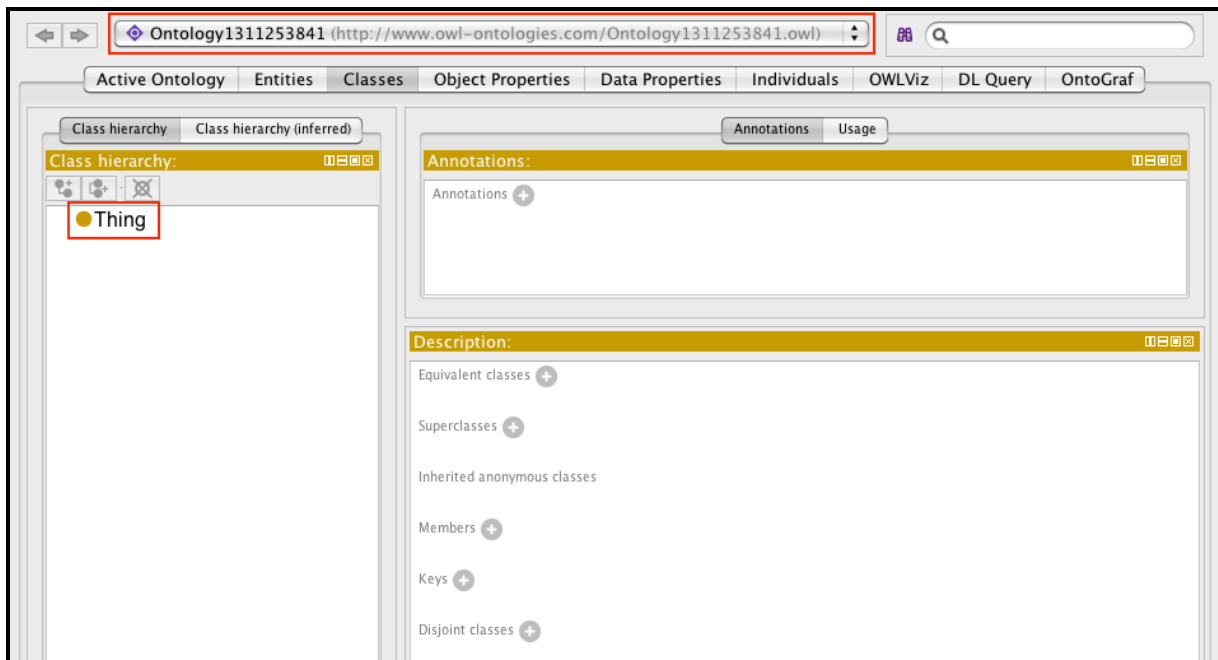 Ontology1311253841 (http://www.owl-ontologies.com/Ontology1311253841.owl)
Active Ontology Entities Classes Object Properties Data Properties Individuals OWLViz DL Query OntoGraf
Class hierarchy Class hierarchy (inferred)
Class hierarchy:
Thing
Annotations Usage
Annotations:
Annotations
Description:
Equivalent classes
Superclasses
Inherited anonymous classes
Members
Keys
Disjoint classes